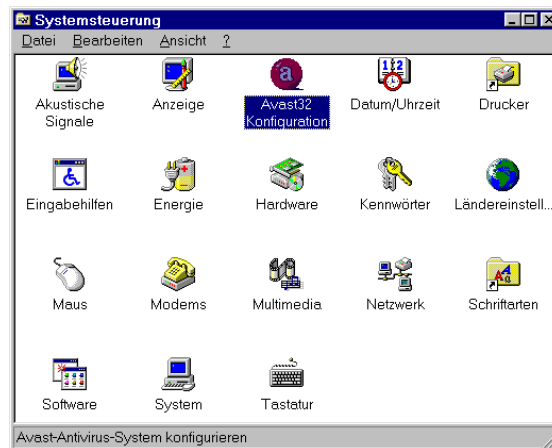 Systemsteuerung
Datei Bearbeiten Ansicht ?
Akustische
Signale
Anzeige
Avast32
Konfiguration
Datum/Uhrzeit
Drucker
Eingabehilfen
Energie
Hardware
Kennwörter
Ländereinstell...
Maus
Modems
Multimedia
Netzwerk
Schriftarten
Software
System
Tastatur
Avast-Antivirus-System konfigurieren